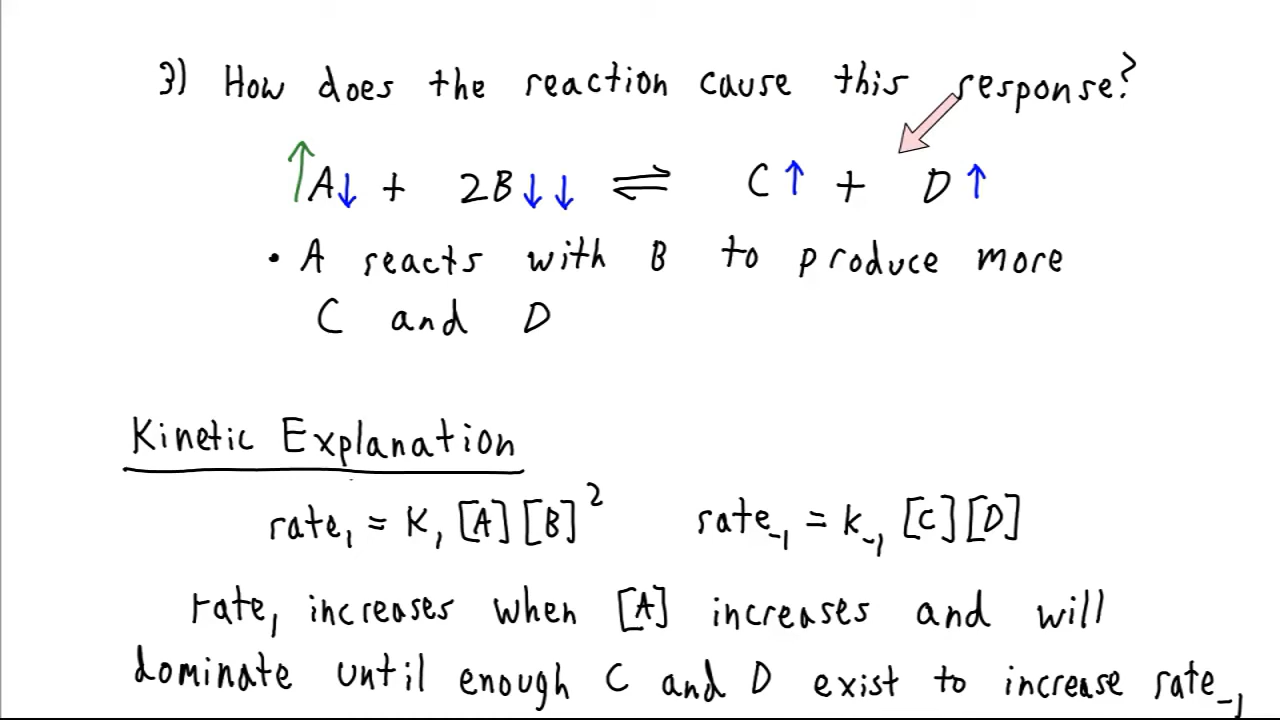 3) How does the reaction cause this response?
↑A↓ + 2B↓↓ ⇌ C↑ + D↑
• A reacts with B to produce more
C and D
Kinetic Explanation
rate₁ = K₁[A][B]² rate₋₁ = k₋₁[C][D]
rate₁ increases when [A] increases and will
dominate until enough C and D exist to increase rate₋₁